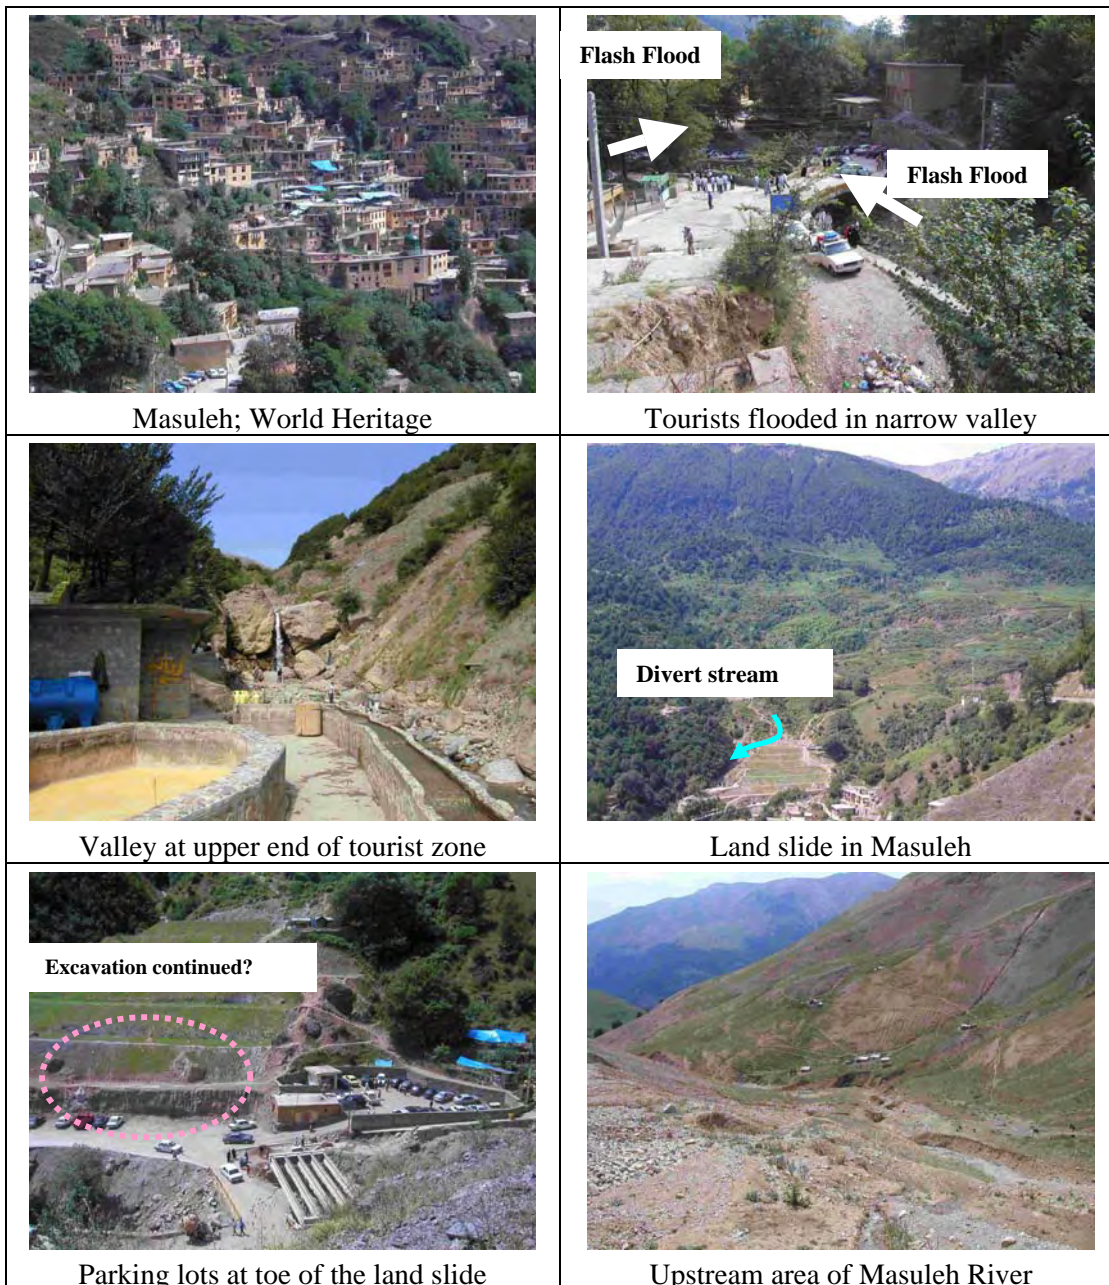 Flash Flood
Flash Flood
Masuleh; World Heritage
Tourists flooded in narrow valley
Divert stream
Valley at upper end of tourist zone
Land slide in Masuleh
Excavation continued?
Parking lots at toe of the land slide
Upstream area of Masuleh River